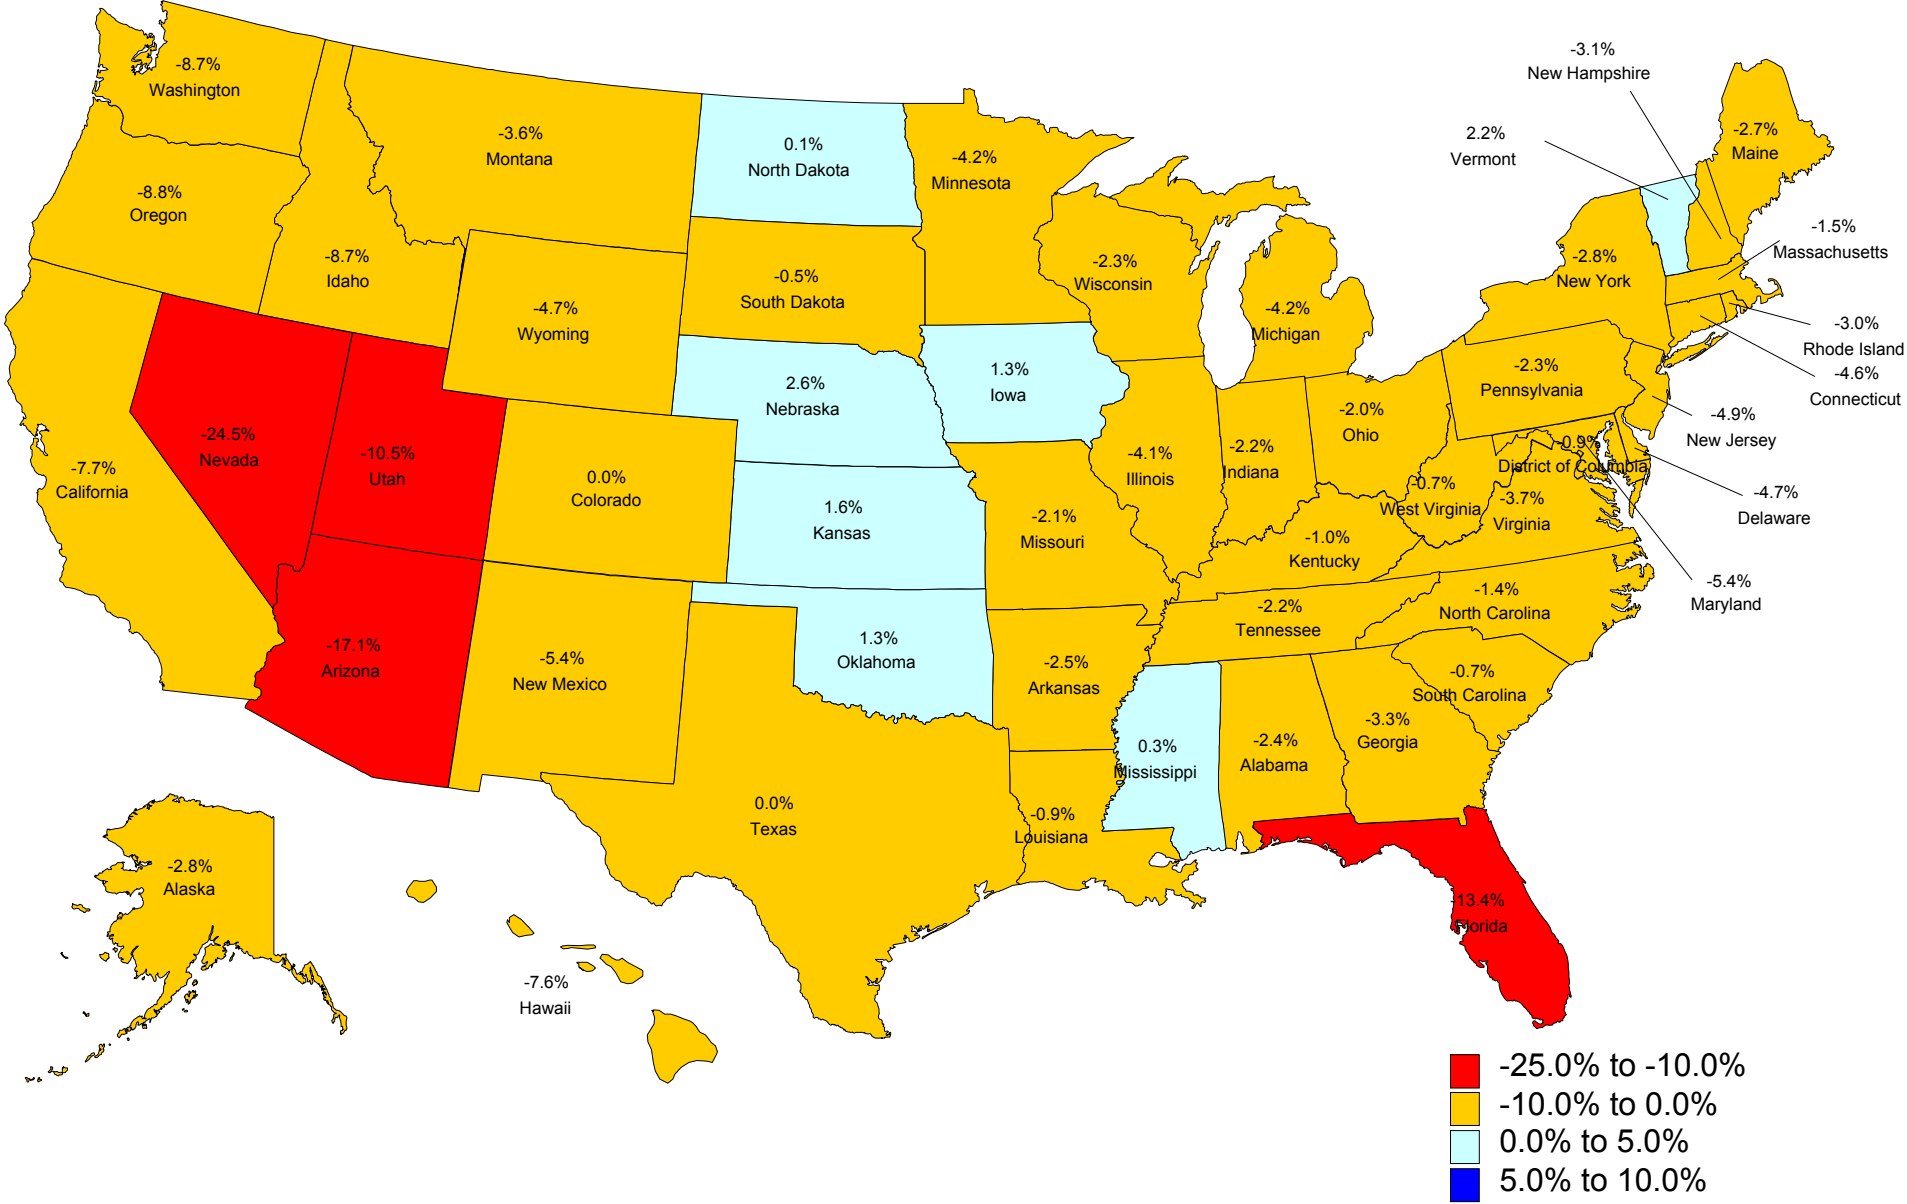 -8.7%
Washington
-8.8%
Oregon
-8.7%
Idaho
-3.6%
Montana
0.1%
North Dakota
-4.2%
Minnesota
-3.1%
New Hampshire
2.2%
Vermont
-2.7%
Maine
-1.5%
Massachusetts
-2.8%
New York
-3.0%
Rhode Island
-4.6%
Connecticut
-4.9%
New Jersey
-4.7%
Wyoming
-0.5%
South Dakota
-2.3%
Wisconsin
-4.2%
Michigan
-2.3%
Pennsylvania
-7.7%
California
-24.5%
Nevada
-10.5%
Utah
0.0%
Colorado
2.6%
Nebraska
1.3%
Iowa
-4.1%
Illinois
-2.2%
Indiana
-2.0%
Ohio
-0.9%
District of Columbia
-0.7%
West Virginia
-3.7%
Virginia
-4.7%
Delaware
-5.4%
Maryland
1.6%
Kansas
-2.1%
Missouri
-1.0%
Kentucky
-2.2%
Tennessee
-1.4%
North Carolina
-17.1%
Arizona
-5.4%
New Mexico
1.3%
Oklahoma
-2.5%
Arkansas
-0.7%
South Carolina
0.0%
Texas
-0.9%
Louisiana
0.3%
Mississippi
-2.4%
Alabama
-3.3%
Georgia
-13.4%
Florida
-2.8%
Alaska
-7.6%
Hawaii
-25.0% to -10.0%
-10.0% to 0.0%
0.0% to 5.0%
5.0% to 10.0%